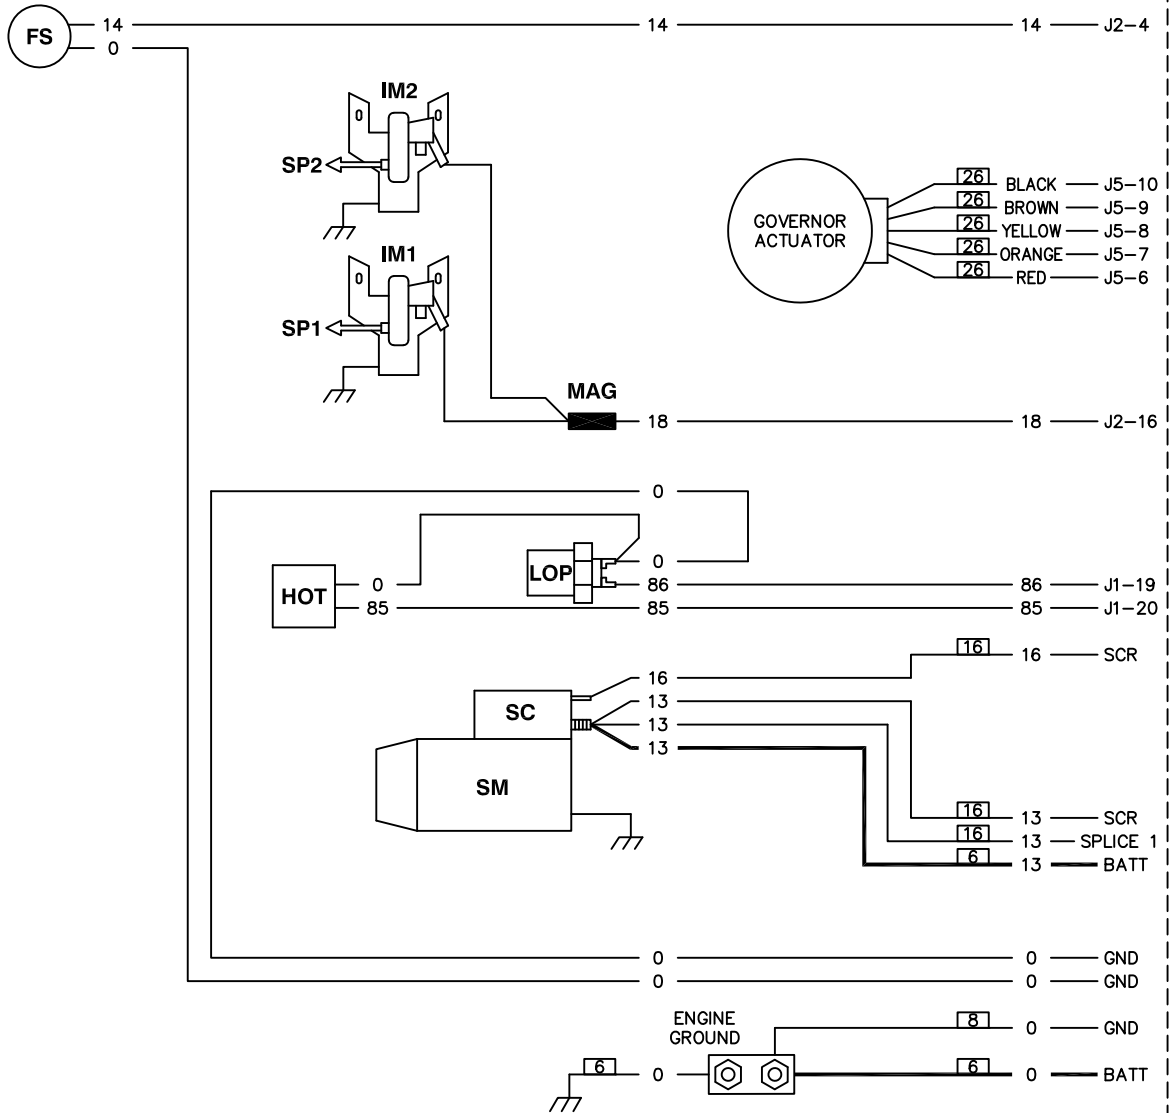 FS
14 14 14 J2-4
0
IM2
SP2
IM1
SP1
GOVERNOR
ACTUATOR
26 BLACK J5-10
26 BROWN J5-9
26 YELLOW J5-8
26 ORANGE J5-7
26 RED J5-6
MAG
18 18 J2-16
0
LOP
0
HOT
0
86 86 J1-19
85 85 85 J1-20
16 16 16 SCR
SC
13
13
13
SM
16 13 SCR
16 13 SPLICE 1
6 13 BATT
0 0 GND
0 0 GND
ENGINE
GROUND
8 0 GND
6 0 6 0 BATT